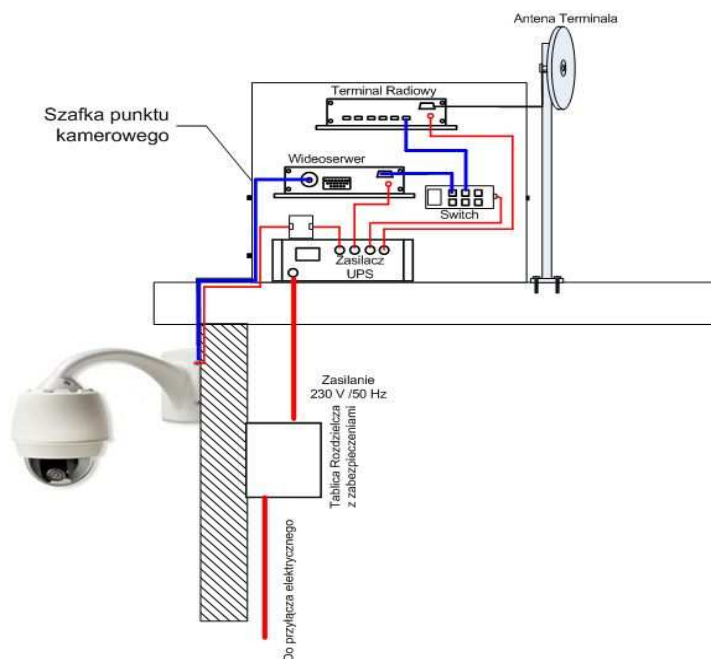 Antena Terminala
Terminal Radiowy
Szafka punktu
kamerowego
Wideoserwer
Switch
Zasilacz
UPS
Zasilanie
230 V /50 Hz
Tablica Rozdzielcza
z zabezpieczeniami
Do przyłącza elektrycznego